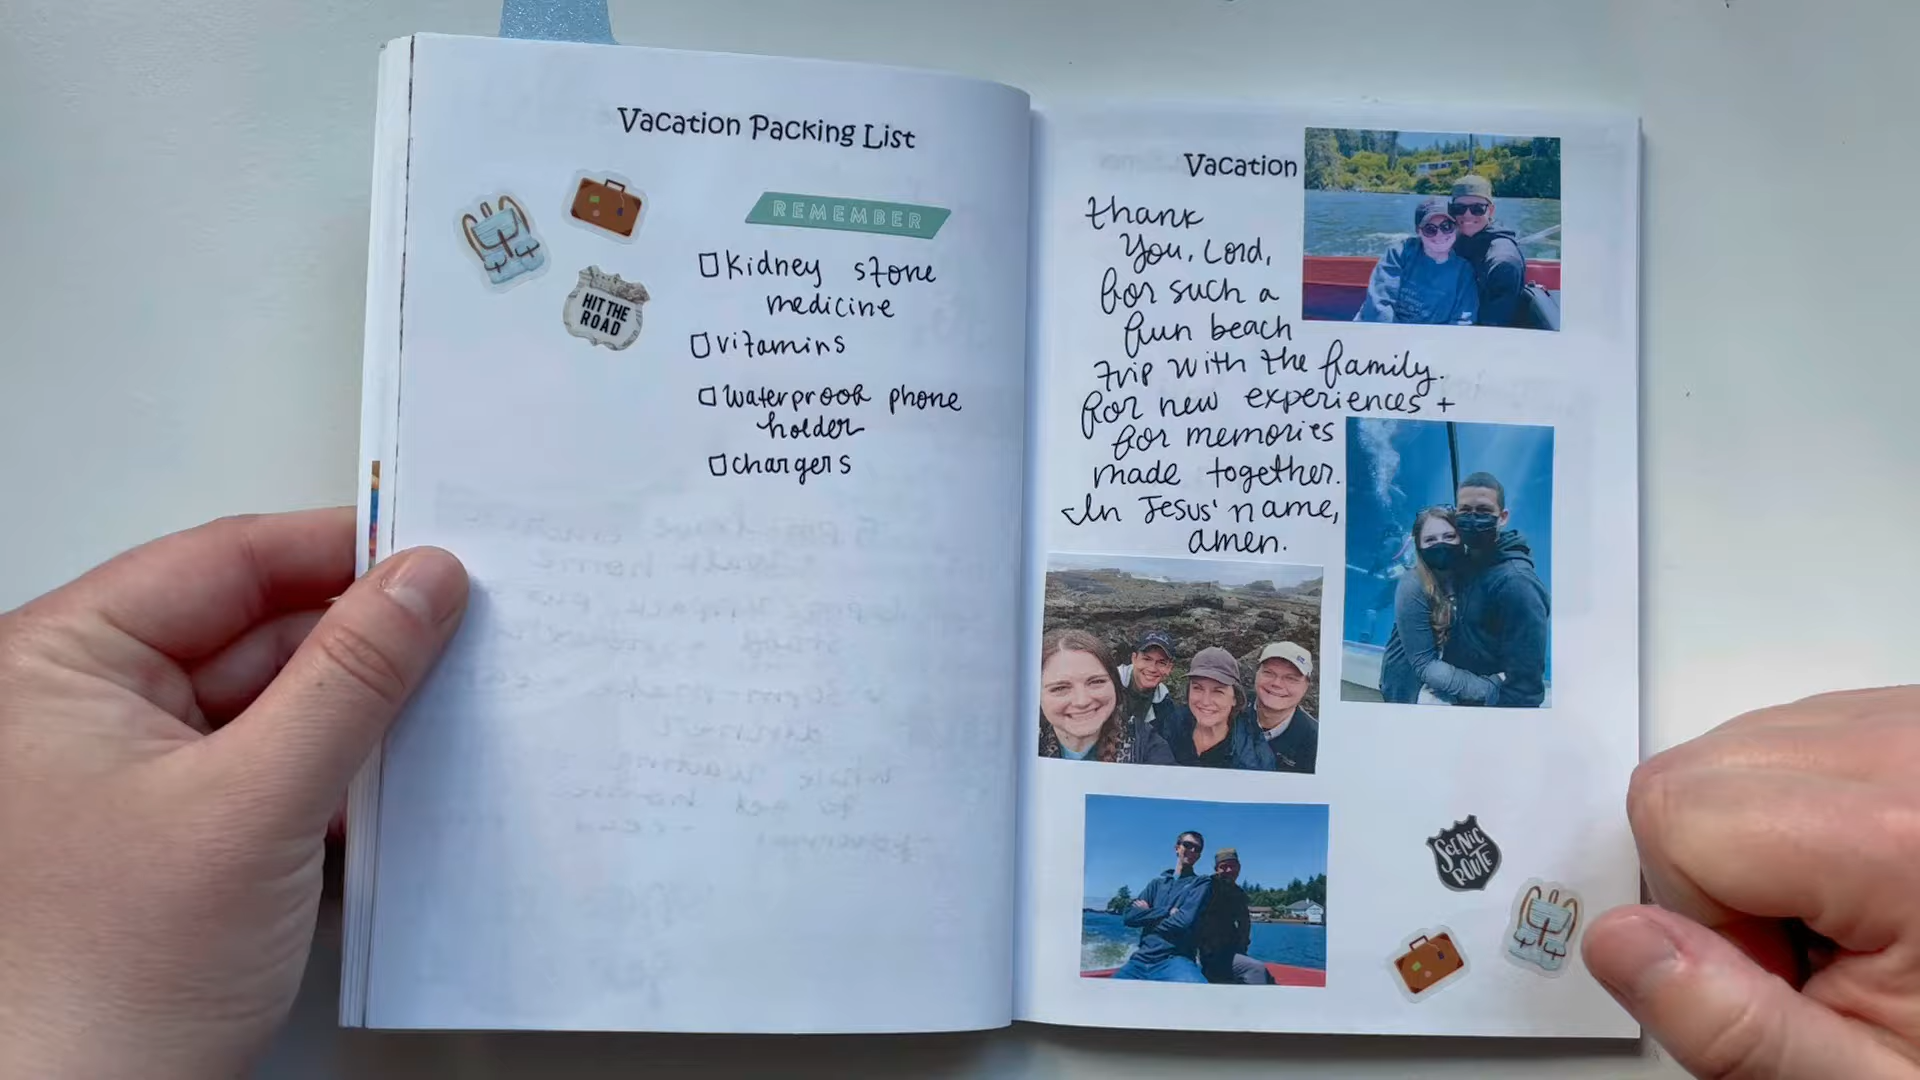 Vacation Packing List
REMEMBER
HIT THE
ROAD
Kidney stone
medicine
vitamins
Waterproof phone
holder
chargers
Vacation
thank
You, Lord,
for such a
fun beach
trip with the family.
for new experiences +
for memories
made together.
In Jesus' name,
amen.
SCENIC
ROUTE